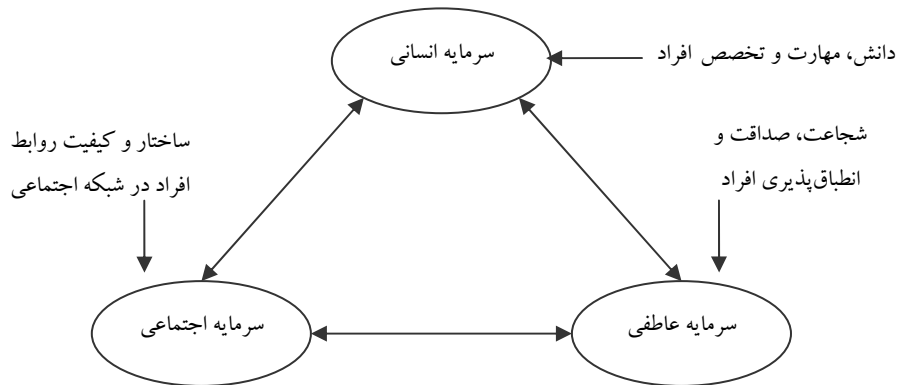 سرمایه انسانی
دانش، مهارت و تخصص افراد
شجاعت، صداقت و
انطباق‌پذیری افراد
ساختار و کیفیت روابط
افراد در شبکه اجتماعی
سرمایه عاطفی
سرمایه اجتماعی